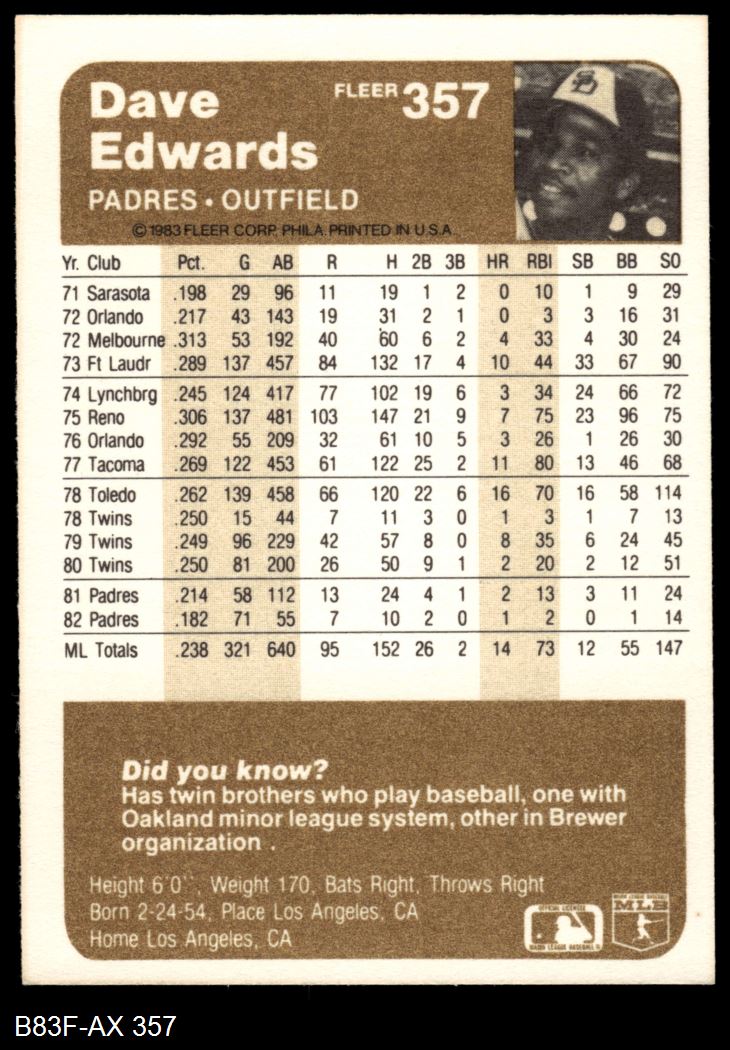 Dave
Edwards
FLEER 357
PADRES • OUTFIELD
©1983 FLEER CORP. PHILA. PRINTED IN U.S.A.
SD
Yr. Club Pct. G AB R H 2B 3B HR RBI SB BB SO
71 Sarasota .198 29 96 11 19 1 2 0 10 1 9 29
72 Orlando .217 43 143 19 31 2 1 0 3 3 16 31
72 Melbourne .313 53 192 40 60 6 2 4 33 4 30 24
73 Ft Laudr .289 137 457 84 132 17 4 10 44 33 67 90
74 Lynchbrg .245 124 417 77 102 19 6 3 34 24 66 72
75 Reno .306 137 481 103 147 21 9 7 75 23 96 75
76 Orlando .292 55 209 32 61 10 5 3 26 1 26 30
77 Tacoma .269 122 453 61 122 25 2 11 80 13 46 68
78 Toledo .262 139 458 66 120 22 6 16 70 16 58 114
78 Twins .250 15 44 7 11 3 0 1 3 1 7 13
79 Twins .249 96 229 42 57 8 0 8 35 6 24 45
80 Twins .250 81 200 26 50 9 1 2 20 2 12 51
81 Padres .214 58 112 13 24 4 1 2 13 3 11 24
82 Padres .182 71 55 7 10 2 0 1 2 0 1 14
ML Totals .238 321 640 95 152 26 2 14 73 12 55 147
Did you know?
Has twin brothers who play baseball, one with
Oakland minor league system, other in Brewer
organization .
Height 6'0'', Weight 170, Bats Right, Throws Right
Born 2-24-54, Place Los Angeles, CA
Home Los Angeles, CA
OFFICIAL LICENSEE
MAJOR LEAGUE BASEBALL
MAJOR LEAGUE BASEBALL
MLB
B83F-AX 357